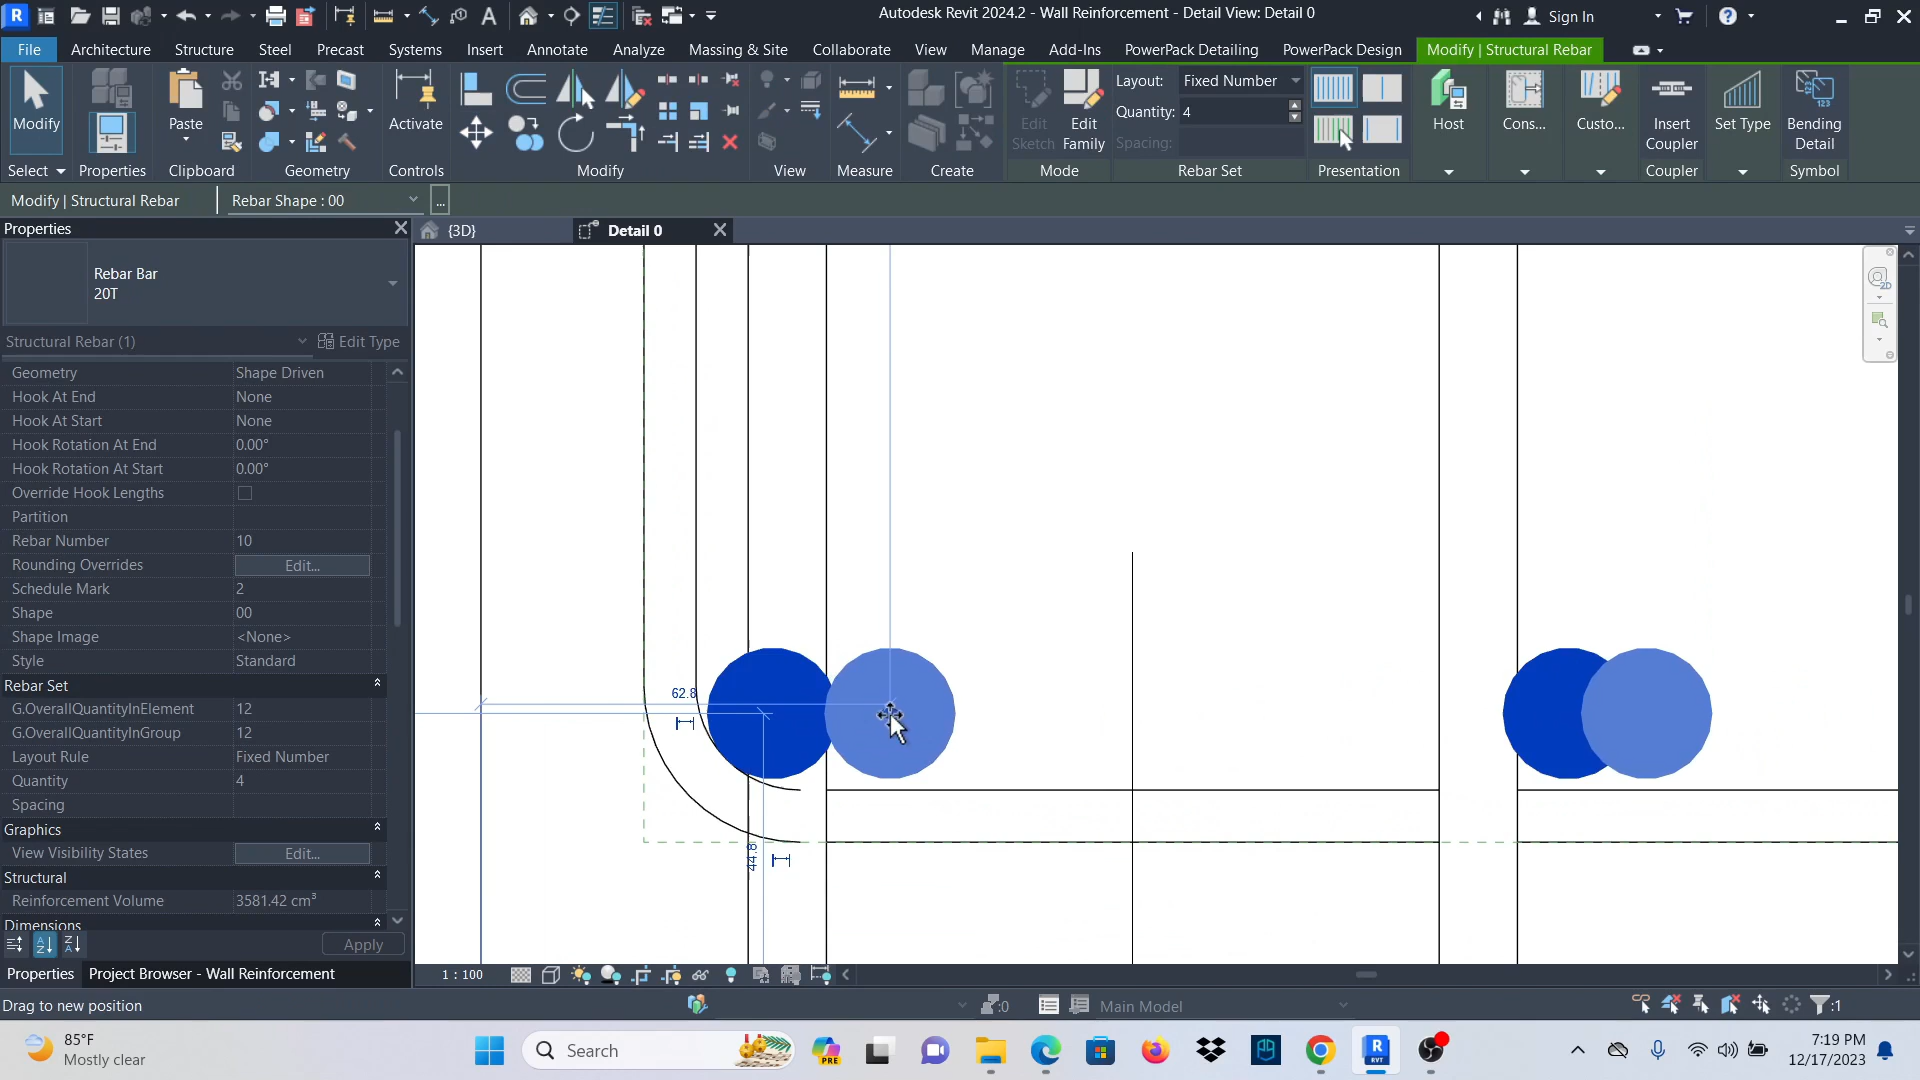 Autodesk Revit 2024.2 - Wall Reinforcement - Detail View: Detail 0
Sign In
File Architecture Structure Steel Precast Systems Insert Annotate Analyze Massing & Site Collaborate View Manage Add-Ins PowerPack Detailing PowerPack Design Modify | Structural Rebar
Modify
Paste
Activate
Edit Sketch
Edit Family
Layout: Fixed Number
Quantity: 4
Spacing:
Host
Cons...
Custo...
Insert Coupler
Set Type
Bending Detail
Select Properties Clipboard Geometry Controls Modify View Measure Create Mode Rebar Set Presentation Coupler Symbol
Modify | Structural Rebar
Rebar Shape : 00
...
Properties
{3D}
Detail 0
Rebar Bar
20T
Structural Rebar (1)
Edit Type
Geometry Shape Driven
Hook At End None
Hook At Start None
Hook Rotation At End 0.00°
Hook Rotation At Start 0.00°
Override Hook Lengths
Partition
Rebar Number 10
Rounding Overrides Edit...
Schedule Mark 2
Shape 00
Shape Image <None>
Style Standard
Rebar Set
G.OverallQuantityInElement 12
G.OverallQuantityInGroup 12
Layout Rule Fixed Number
Quantity 4
Spacing
Graphics
View Visibility States Edit...
Structural
Reinforcement Volume 3581.42 cm³
Dimensions
Apply
62.8
44.8
Properties Project Browser - Wall Reinforcement
1 : 100
Drag to new position
:0
Main Model
:1
85°F
Mostly clear
Search
PRE
7:19 PM
12/17/2023